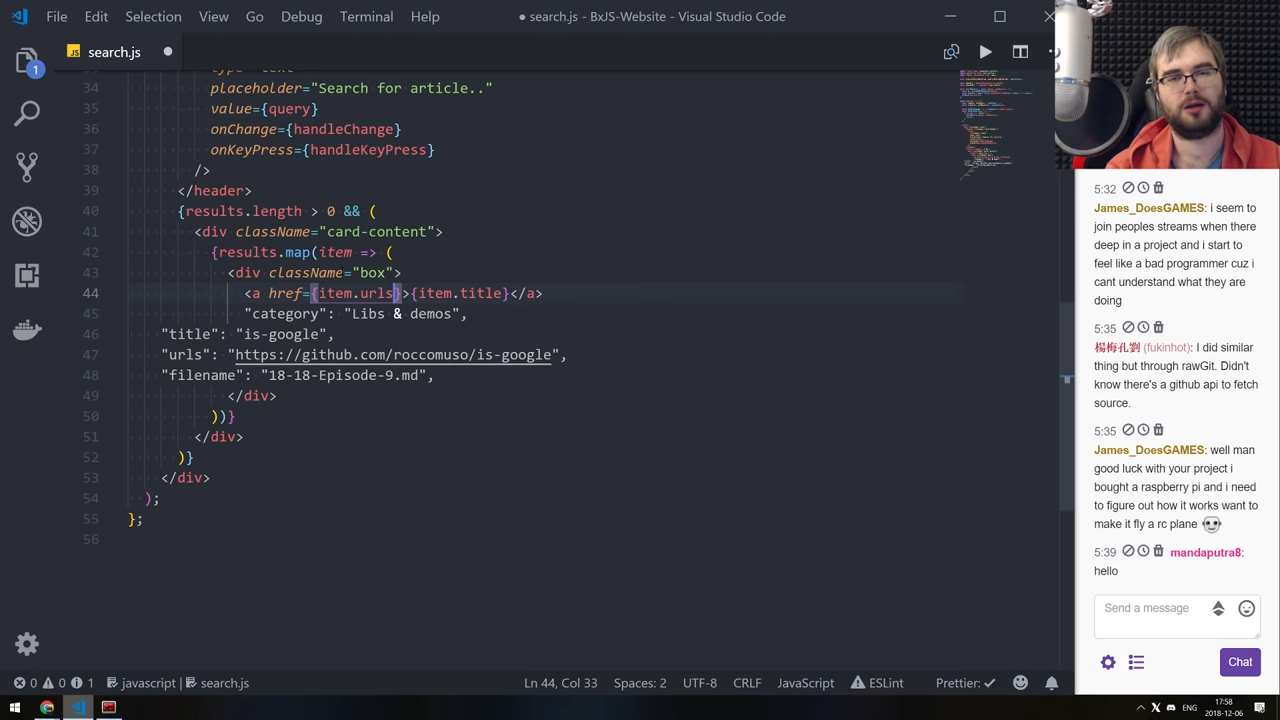 File Edit Selection View Go Debug Terminal Help
● search.js - BxJS-Website - Visual Studio Code
JS search.js
1
34 placeholder="Search for article.."
35 value={query}
36 onChange={handleChange}
37 onKeyPress={handleKeyPress}
38 />
39 </header>
40 {results.length > 0 && (
41 <div className="card-content">
42 {results.map(item => (
43 <div className="box">
44 <a href={item.urls}>{item.title}</a>
45 "category": "Libs & demos",
46 "title": "is-google",
47 "urls": "https://github.com/roccomuso/is-google",
48 "filename": "18-18-Episode-9.md",
49 </div>
50 ))}
51 </div>
52 )}
53 </div>
54 );
55 };
56
0 0 1 javascript | search.js
Ln 44, Col 33 Spaces: 2 UTF-8 CRLF JavaScript ESLint Prettier: ✓
5:32
James_DoesGAMES: i seem to
join peoples streams when there
deep in a project and i start to
feel like a bad programmer cuz i
cant understand what they are
doing
5:35
楊梅孔劉 (fukinhot): I did similar
thing but through rawGit. Didn't
know there's a github api to fetch
source.
5:35
James_DoesGAMES: well man
good luck with your project i
bought a raspberry pi and i need
to figure out how it works want to
make it fly a rc plane
5:39 mandaputra8:
hello
Send a message
Chat
ENG
17:58
2018-12-06